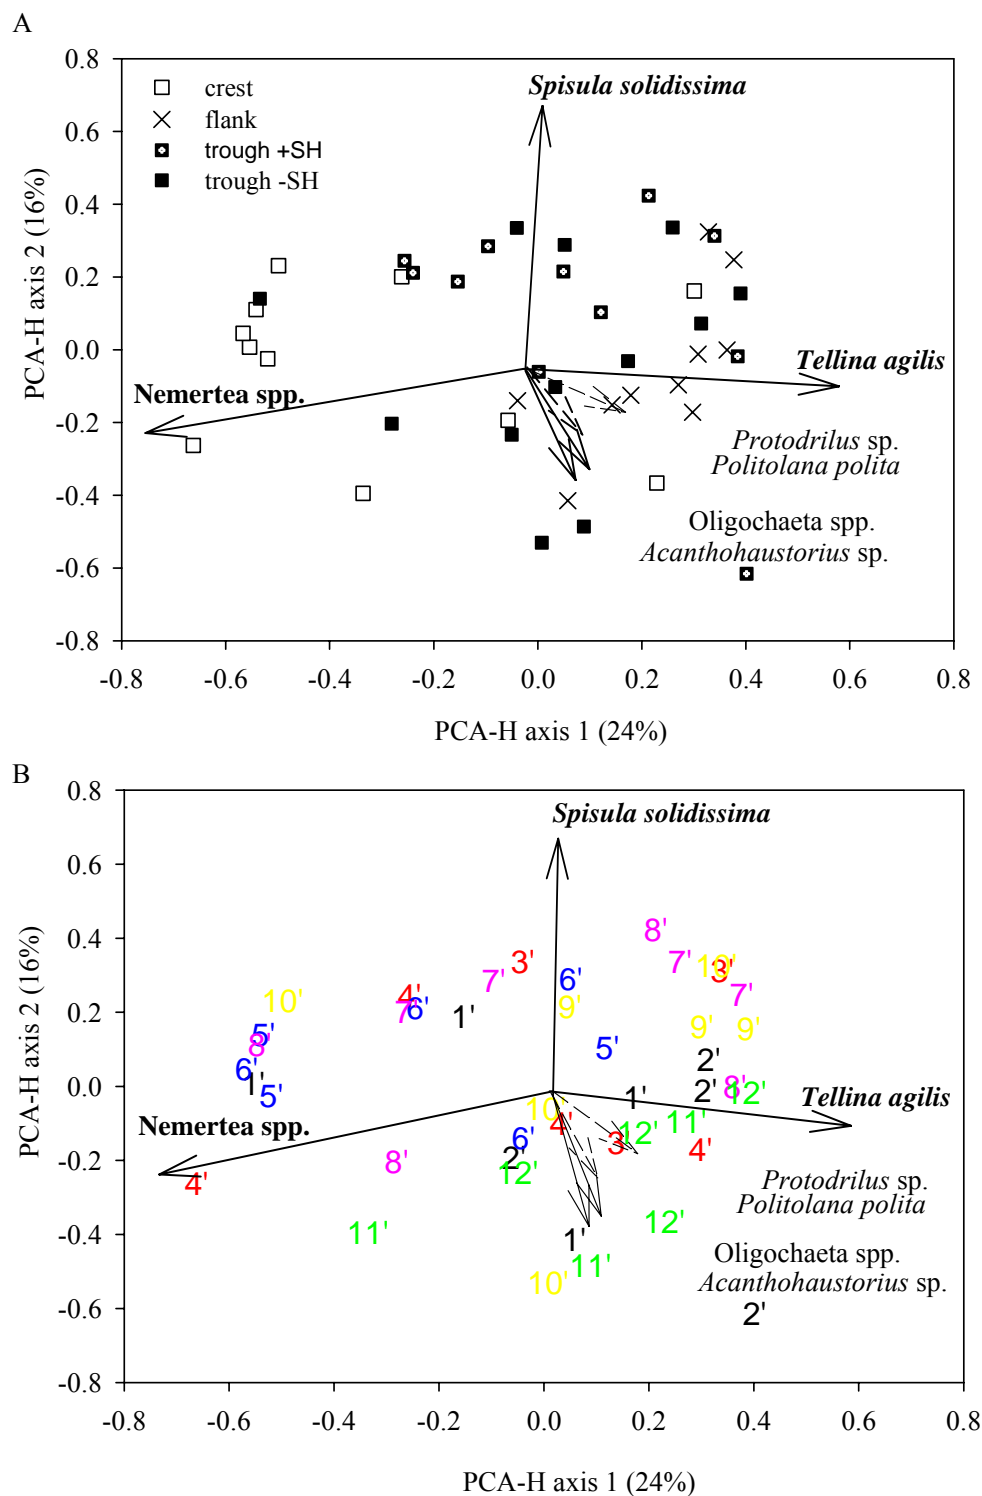 A
0.8
0.6
0.4
0.2
0.0
-0.2
-0.4
-0.6
-0.8
PCA-H axis 2 (16%)
crest
flank
trough +SH
trough -SH
Spisula solidissima
Tellina agilis
Nemertea spp.
Protodrilus sp.
Politolana polita
Oligochaeta spp.
Acanthohaustorius sp.
-0.8 -0.6 -0.4 -0.2 0.0 0.2 0.4 0.6 0.8
PCA-H axis 1 (24%)
B
0.8
0.6
0.4
0.2
0.0
-0.2
-0.4
-0.6
-0.8
PCA-H axis 2 (16%)
Spisula solidissima
8'
3' 7' 10' 3'
7' 6' 7'
10' 4' 7' 6' 1' 9' 9' 9'
5' 8' 5' 2'
6' 1' 5' 1' 2' 8' 12'
Tellina agilis
Nemertea spp.
10' 4' 11'
6' 12' 3' 4'
4' 8' 2' 12'
Protodrilus sp.
Politolana polita
11' 1' 12'
11'
10'
Oligochaeta spp.
Acanthohaustorius sp.
2'
-0.8 -0.6 -0.4 -0.2 0.0 0.2 0.4 0.6 0.8
PCA-H axis 1 (24%)